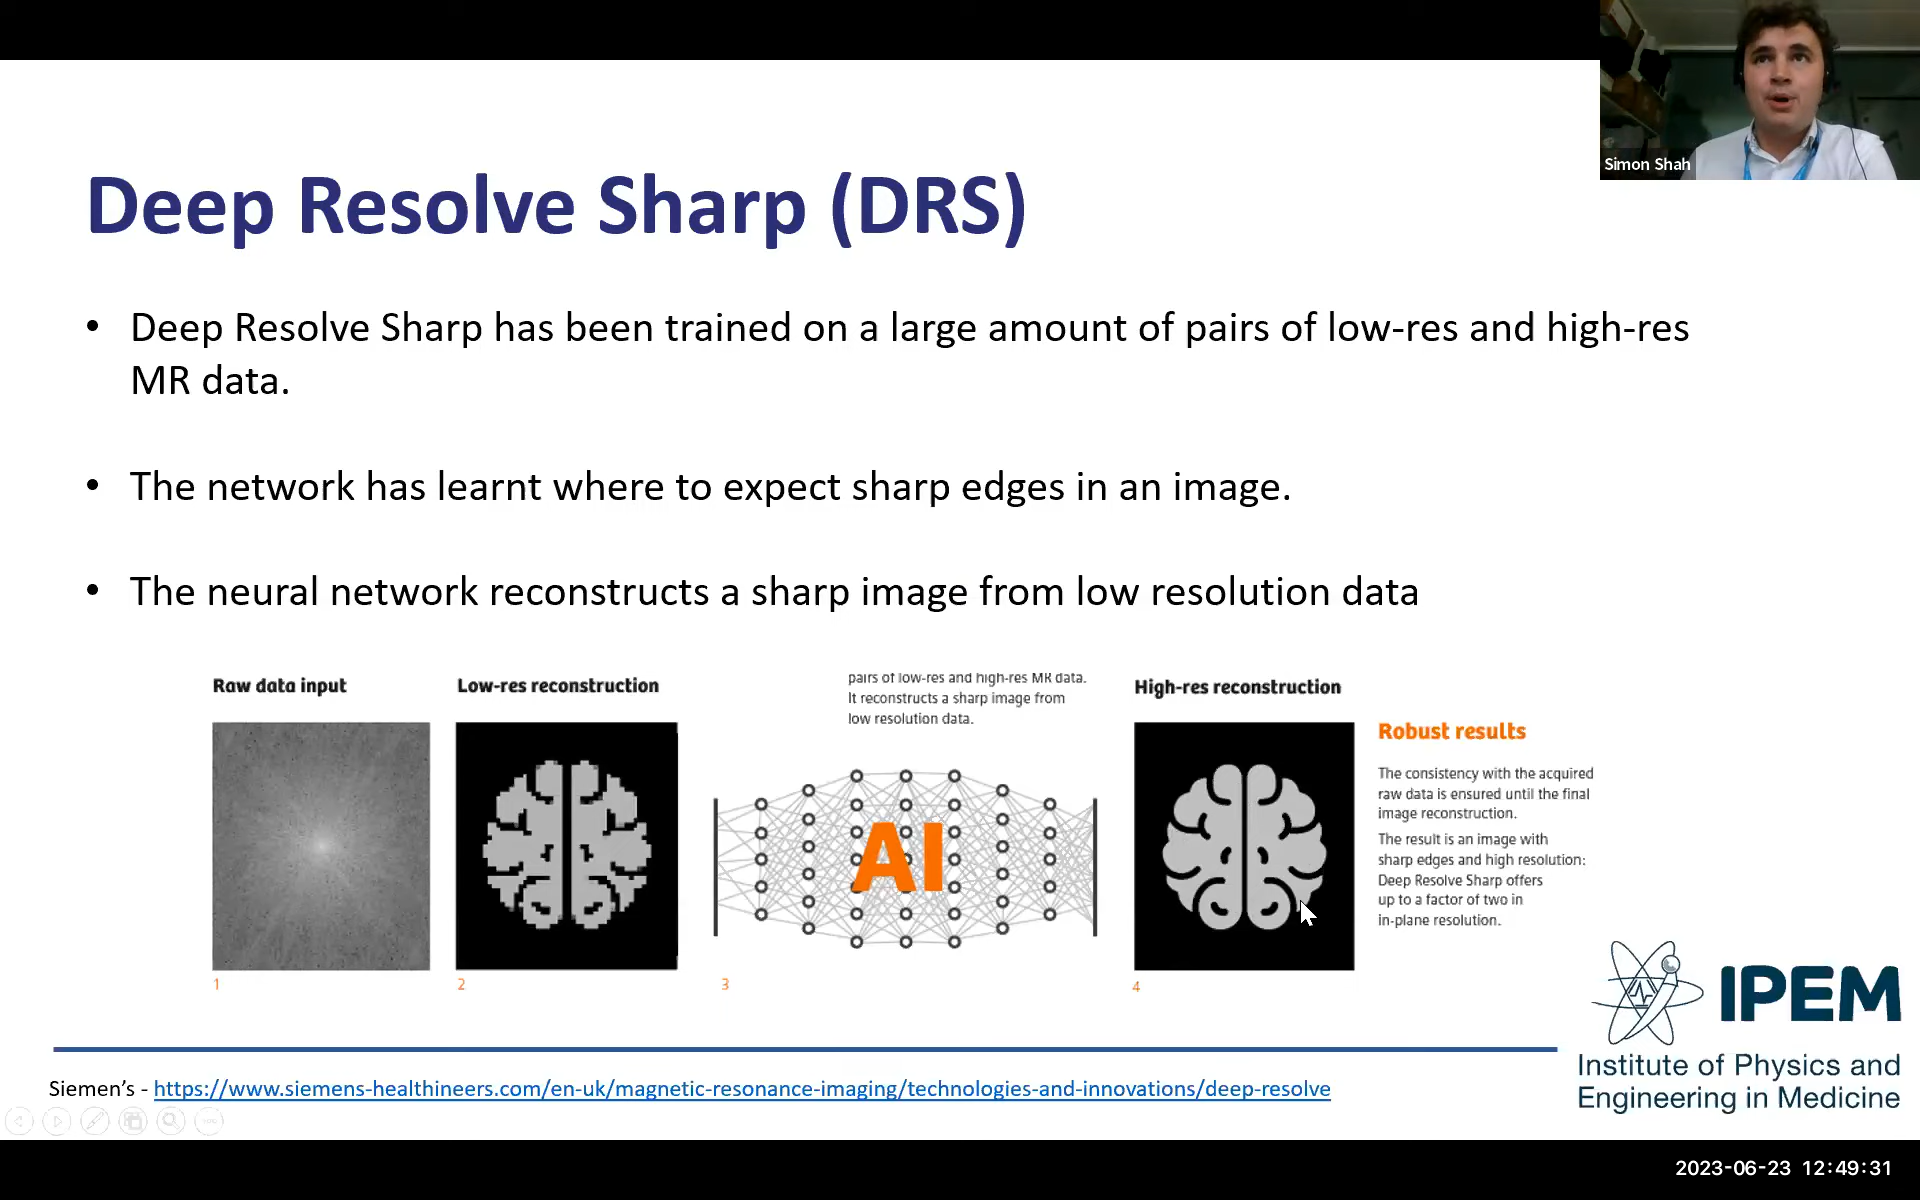 Simon Shah
Deep Resolve Sharp (DRS)
• Deep Resolve Sharp has been trained on a large amount of pairs of low-res and high-res
MR data.
• The network has learnt where to expect sharp edges in an image.
• The neural network reconstructs a sharp image from low resolution data
Raw data input
Low-res reconstruction
pairs of low-res and high-res MR data.
It reconstructs a sharp image from
low resolution data.
High-res reconstruction
AI
Robust results
The consistency with the acquired
raw data is ensured until the final
image reconstruction.
The result is an image with
sharp edges and high resolution:
Deep Resolve Sharp offers
up to a factor of two in
in-plane resolution.
1
2
3
4
IPEM
Institute of Physics and
Engineering in Medicine
Siemen’s - https://www.siemens-healthineers.com/en-uk/magnetic-resonance-imaging/technologies-and-innovations/deep-resolve
2023-06-23 12:49:31